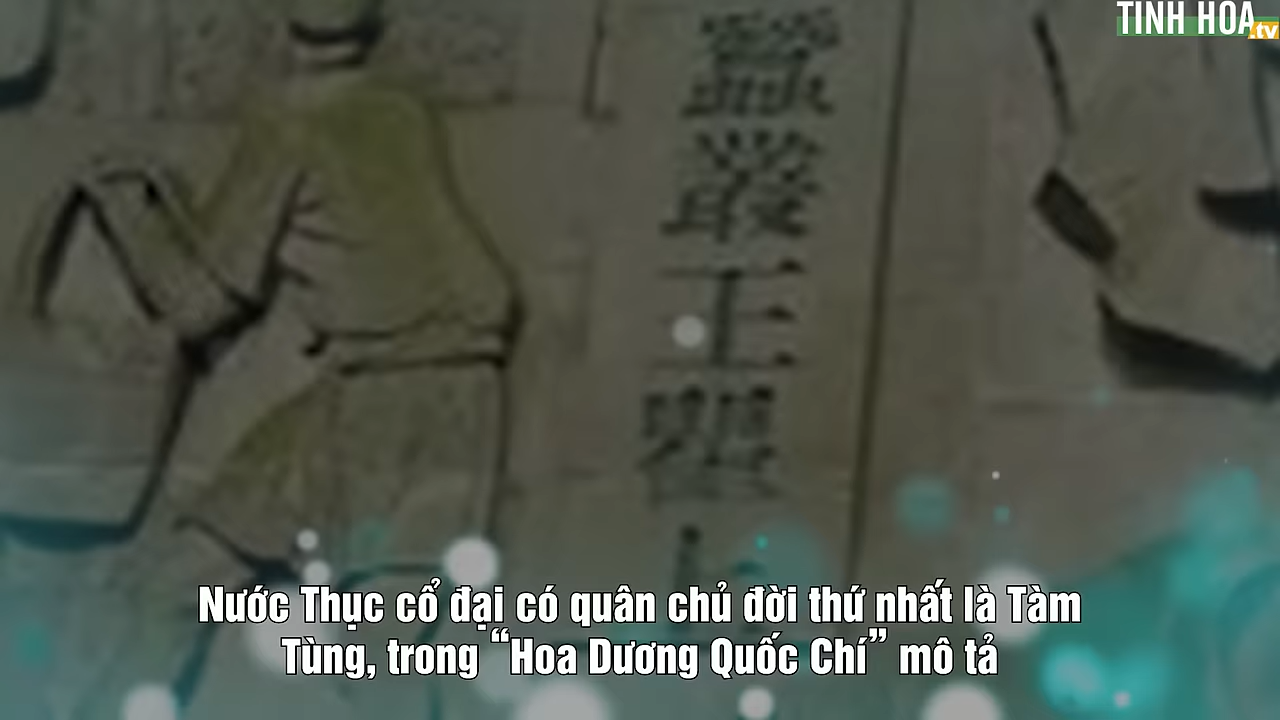 TINH HOA
.tv
王
Nước Thục cổ đại có quân chủ đời thứ nhất là Tàm
Tùng, trong “Hoa Dương Quốc Chí” mô tả